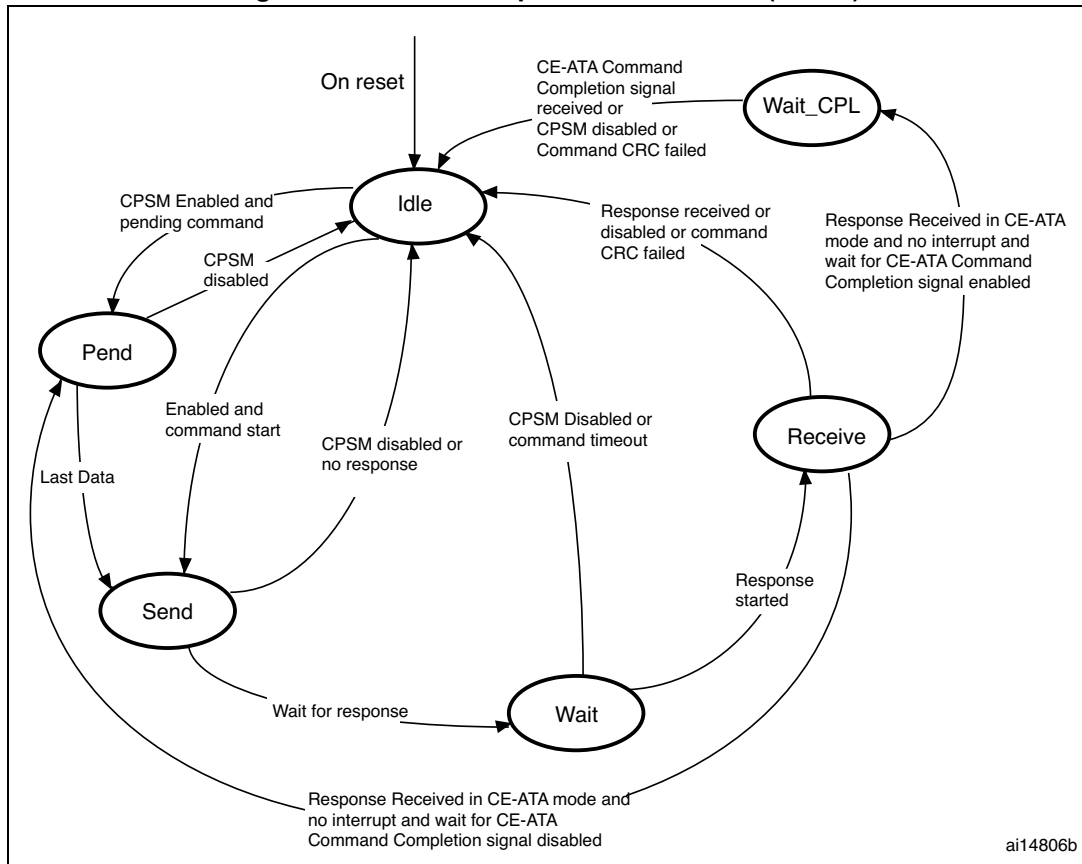 On reset
CE-ATA Command
Completion signal
received or
CPSM disabled or
Command CRC failed
Wait_CPL
CPSM Enabled and
pending command
Idle
Response received or
disabled or command
CRC failed
Response Received in CE-ATA
mode and no interrupt and
wait for CE-ATA Command
Completion signal enabled
CPSM
disabled
Pend
Enabled and
command start
CPSM disabled or
no response
CPSM Disabled or
command timeout
Receive
Last Data
Send
Response
started
Wait for response
Wait
Response Received in CE-ATA mode and
no interrupt and wait for CE-ATA
Command Completion signal disabled
ai14806b